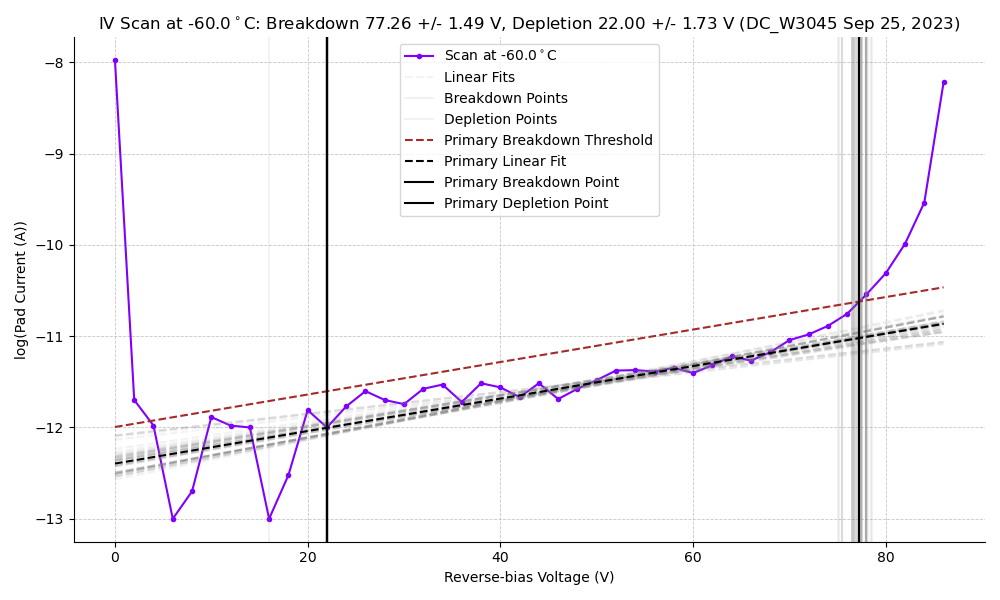 IV Scan at -60.0°C: Breakdown 77.26 +/- 1.49 V, Depletion 22.00 +/- 1.73 V (DC_W3045 Sep 25, 2023)
Scan at -60.0°C
Linear Fits
Breakdown Points
Depletion Points
Primary Breakdown Threshold
Primary Linear Fit
Primary Breakdown Point
Primary Depletion Point
log(Pad Current (A))
−8
−9
−10
−11
−12
−13
0 20 40 60 80
Reverse-bias Voltage (V)